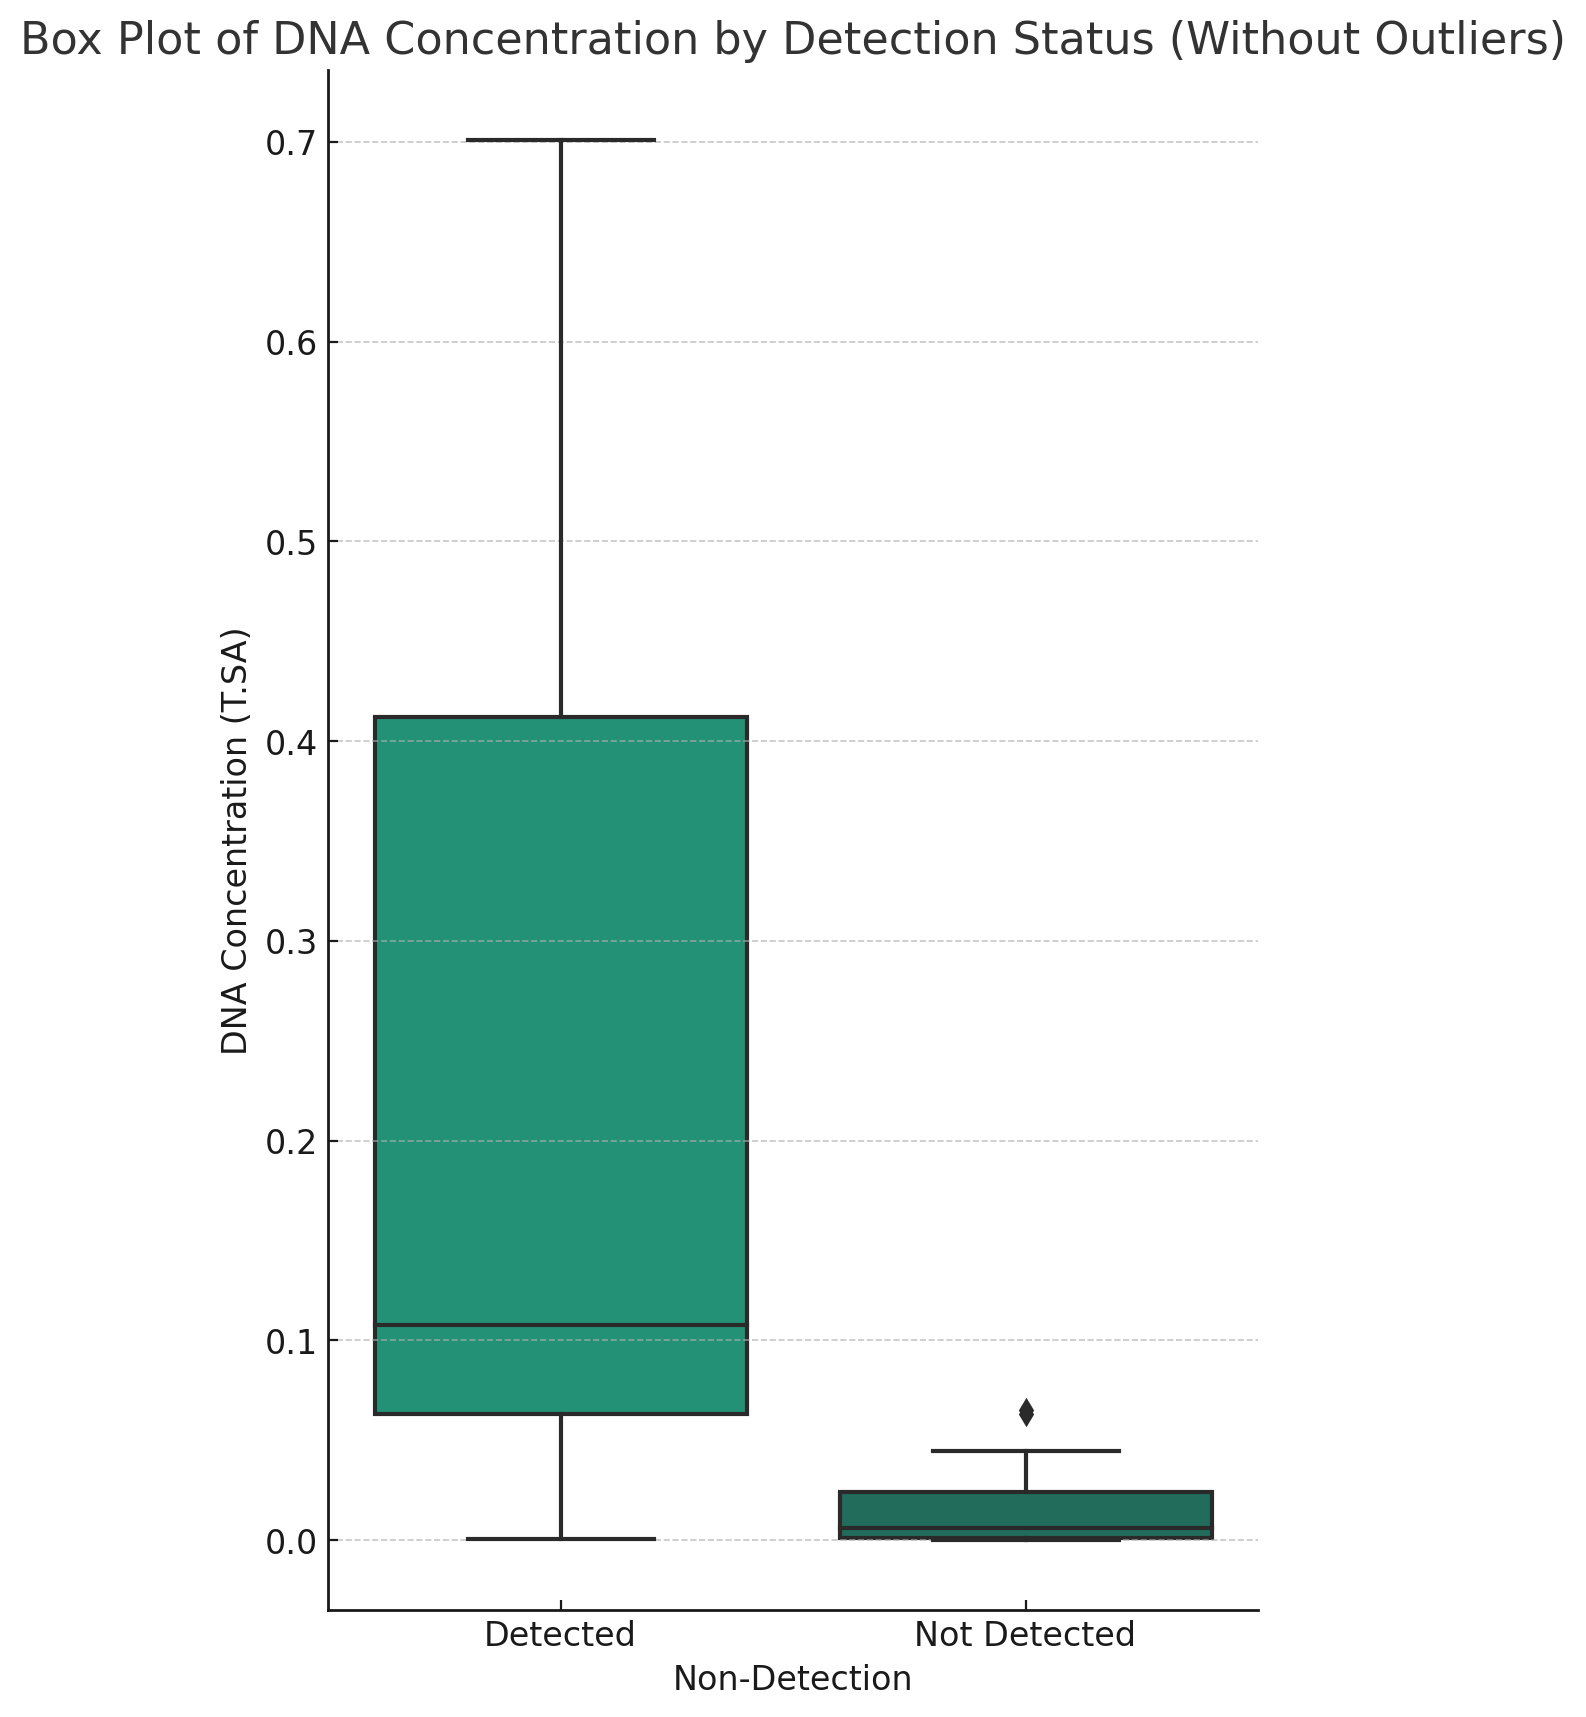 Box Plot of DNA Concentration by Detection Status (Without Outliers)
DNA Concentration (T.SA)
0.7
0.6
0.5
0.4
0.3
0.2
0.1
0.0
Detected
Not Detected
Non-Detection